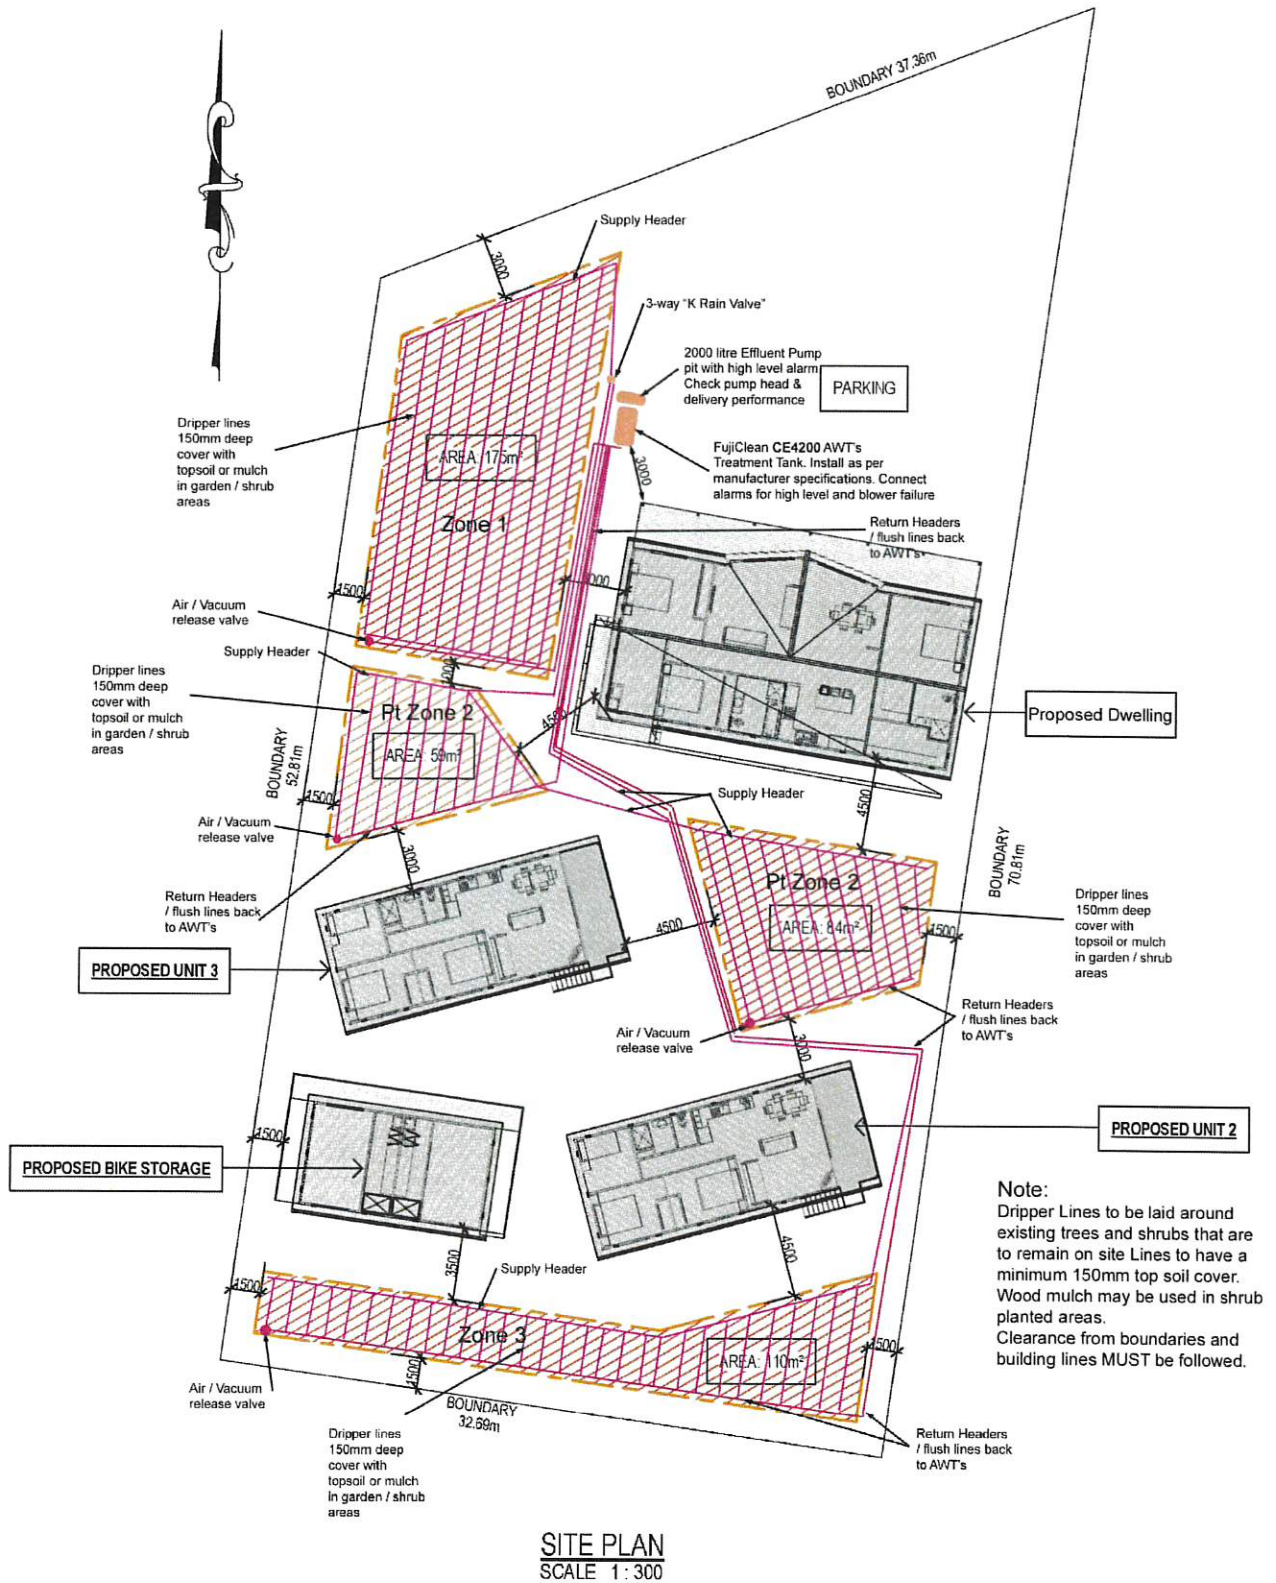 BOUNDARY 37.36m
Supply Header
3000
3-way "K Rain Valve"
2000 litre Effluent Pump
pit with high level alarm
Check pump head &
delivery performance
PARKING
Dripper lines
150mm deep
cover with
topsoil or mulch
in garden / shrub
areas
AREA: 175m²
Zone 1
FujiClean CE4200 AWT's
Treatment Tank. Install as per
manufacturer specifications. Connect
alarms for high level and blower failure
3000
Return Headers
/ flush lines back
to AWT's
1500
Air / Vacuum
release valve
Supply Header
1000
Dripper lines
150mm deep
cover with
topsoil or mulch
in garden / shrub
areas
Pt Zone 2
AREA: 59m²
4500
Proposed Dwelling
BOUNDARY
52.81m
1500
Supply Header
4500
Air / Vacuum
release valve
3000
BOUNDARY
70.81m
Return Headers
/ flush lines back
to AWT's
Pt Zone 2
AREA: 84m²
Dripper lines
150mm deep
cover with
topsoil or mulch
in garden / shrub
areas
4500
1500
PROPOSED UNIT 3
Return Headers
/ flush lines back
to AWT's
Air / Vacuum
release valve
3000
1500
PROPOSED BIKE STORAGE
PROPOSED UNIT 2
Note:
Dripper Lines to be laid around
existing trees and shrubs that are
to remain on site Lines to have a
minimum 150mm top soil cover.
Wood mulch may be used in shrub
planted areas.
Clearance from boundaries and
building lines MUST be followed.
3500
4500
1500
Supply Header
Zone 3
AREA: 110m²
1500
1500
Air / Vacuum
release valve
BOUNDARY
32.69m
Dripper lines
150mm deep
cover with
topsoil or mulch
in garden / shrub
areas
Return Headers
/ flush lines back
to AWT's
SITE PLAN
SCALE 1 : 300